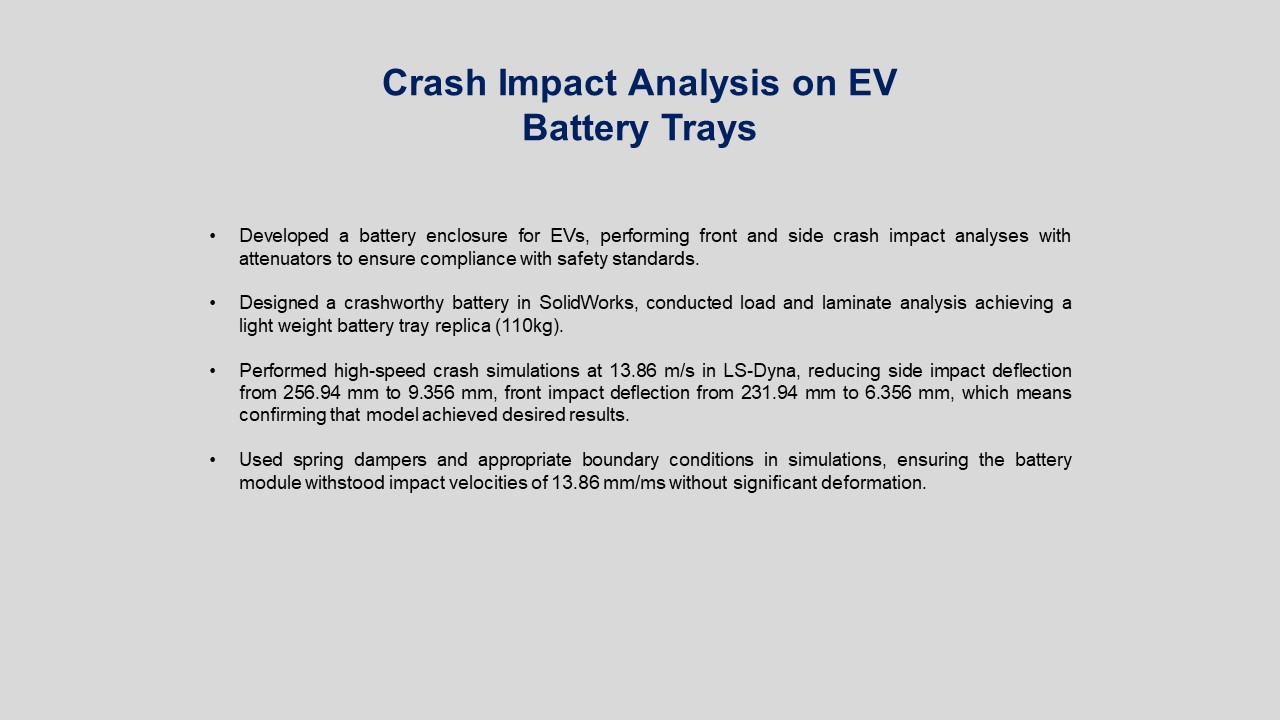 Crash Impact Analysis on EV
Battery Trays
• Developed a battery enclosure for EVs, performing front and side crash impact analyses with
attenuators to ensure compliance with safety standards.
• Designed a crashworthy battery in SolidWorks, conducted load and laminate analysis achieving a
light weight battery tray replica (110kg).
• Performed high-speed crash simulations at 13.86 m/s in LS-Dyna, reducing side impact deflection
from 256.94 mm to 9.356 mm, front impact deflection from 231.94 mm to 6.356 mm, which means
confirming that model achieved desired results.
• Used spring dampers and appropriate boundary conditions in simulations, ensuring the battery
module withstood impact velocities of 13.86 mm/ms without significant deformation.